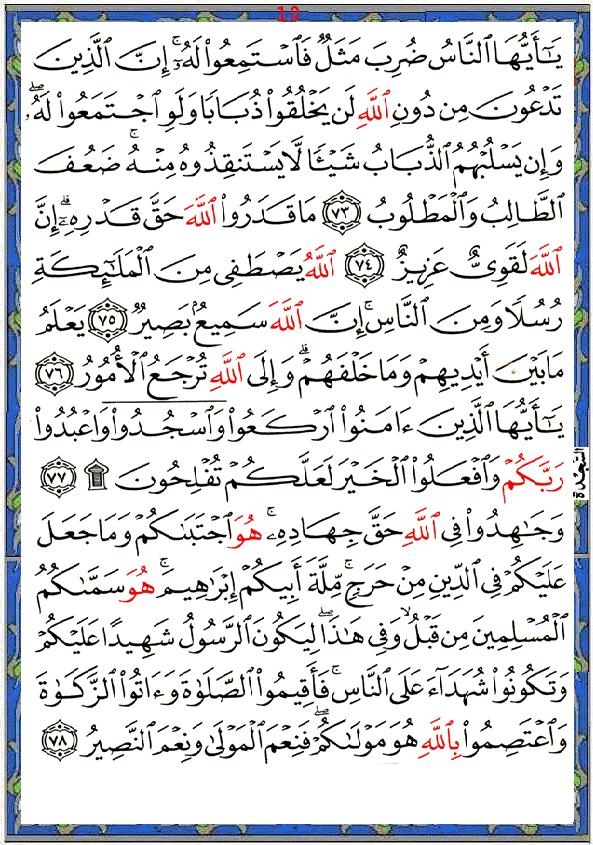 19
يَـٰٓأَيُّهَا ٱلنَّاسُ ضُرِبَ مَثَلٌ فَٱسْتَمِعُوا۟ لَهُۥٓ ۚ إِنَّ ٱلَّذِينَ
تَدْعُونَ مِن دُونِ ٱللَّهِ لَن يَخْلُقُوا۟ ذُبَابًا وَلَوِ ٱجْتَمَعُوا۟ لَهُۥ ۖ
وَإِن يَسْلُبْهُمُ ٱلذُّبَابُ شَيْـًٔا لَّا يَسْتَنقِذُوهُ مِنْهُ ۚ ضَعُفَ
ٱلطَّالِبُ وَٱلْمَطْلُوبُ ٧٣ مَا قَدَرُوا۟ ٱللَّهَ حَقَّ قَدْرِهِۦٓ ۗ إِنَّ
ٱللَّهَ لَقَوِىٌّ عَزِيزٌ ٧٤ ٱللَّهُ يَصْطَفِى مِنَ ٱلْمَلَـٰٓئِكَةِ
رُسُلًا وَمِنَ ٱلنَّاسِ ۚ إِنَّ ٱللَّهَ سَمِيعٌۢ بَصِيرٌ ٧٥ يَعْلَمُ
مَا بَيْنَ أَيْدِيهِمْ وَمَا خَلْفَهُمْ ۗ وَإِلَى ٱللَّهِ تُرْجَعُ ٱلْأُمُورُ ٧٦
يَـٰٓأَيُّهَا ٱلَّذِينَ ءَامَنُوا۟ ٱرْكَعُوا۟ وَٱسْجُدُوا۟ وَٱعْبُدُوا۟
رَبَّكُمْ وَٱفْعَلُوا۟ ٱلْخَيْرَ لَعَلَّكُمْ تُفْلِحُونَ ۩ ٧٧
السَّجْدَة
وَجَـٰهِدُوا۟ فِى ٱللَّهِ حَقَّ جِهَادِهِۦ ۚ هُوَ ٱجْتَبَىٰكُمْ وَمَا جَعَلَ
عَلَيْكُمْ فِى ٱلدِّينِ مِنْ حَرَجٍ ۚ مِّلَّةَ أَبِيكُمْ إِبْرَٰهِيمَ ۚ هُوَ سَمَّىٰكُمُ
ٱلْمُسْلِمِينَ مِن قَبْلُ وَفِى هَـٰذَا لِيَكُونَ ٱلرَّسُولُ شَهِيدًا عَلَيْكُمْ
وَتَكُونُوا۟ شُهَدَآءَ عَلَى ٱلنَّاسِ ۚ فَأَقِيمُوا۟ ٱلصَّلَوٰةَ وَءَاتُوا۟ ٱلزَّكَوٰةَ
وَٱعْتَصِمُوا۟ بِٱللَّهِ هُوَ مَوْلَىٰكُمْ ۖ فَنِعْمَ ٱلْمَوْلَىٰ وَنِعْمَ ٱلنَّصِيرُ ٧٨